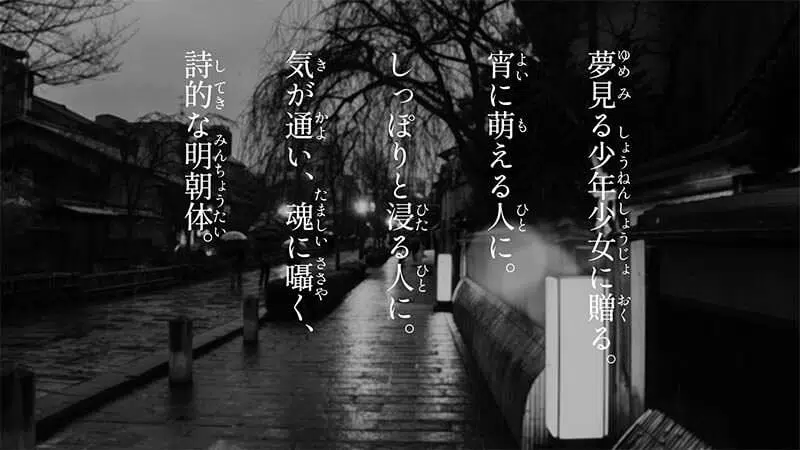 夢見る少年少女に贈る。
宵に萌える人に。
しっぽりと浸る人に。
気が通い、魂に囁く、
詩的な明朝体。